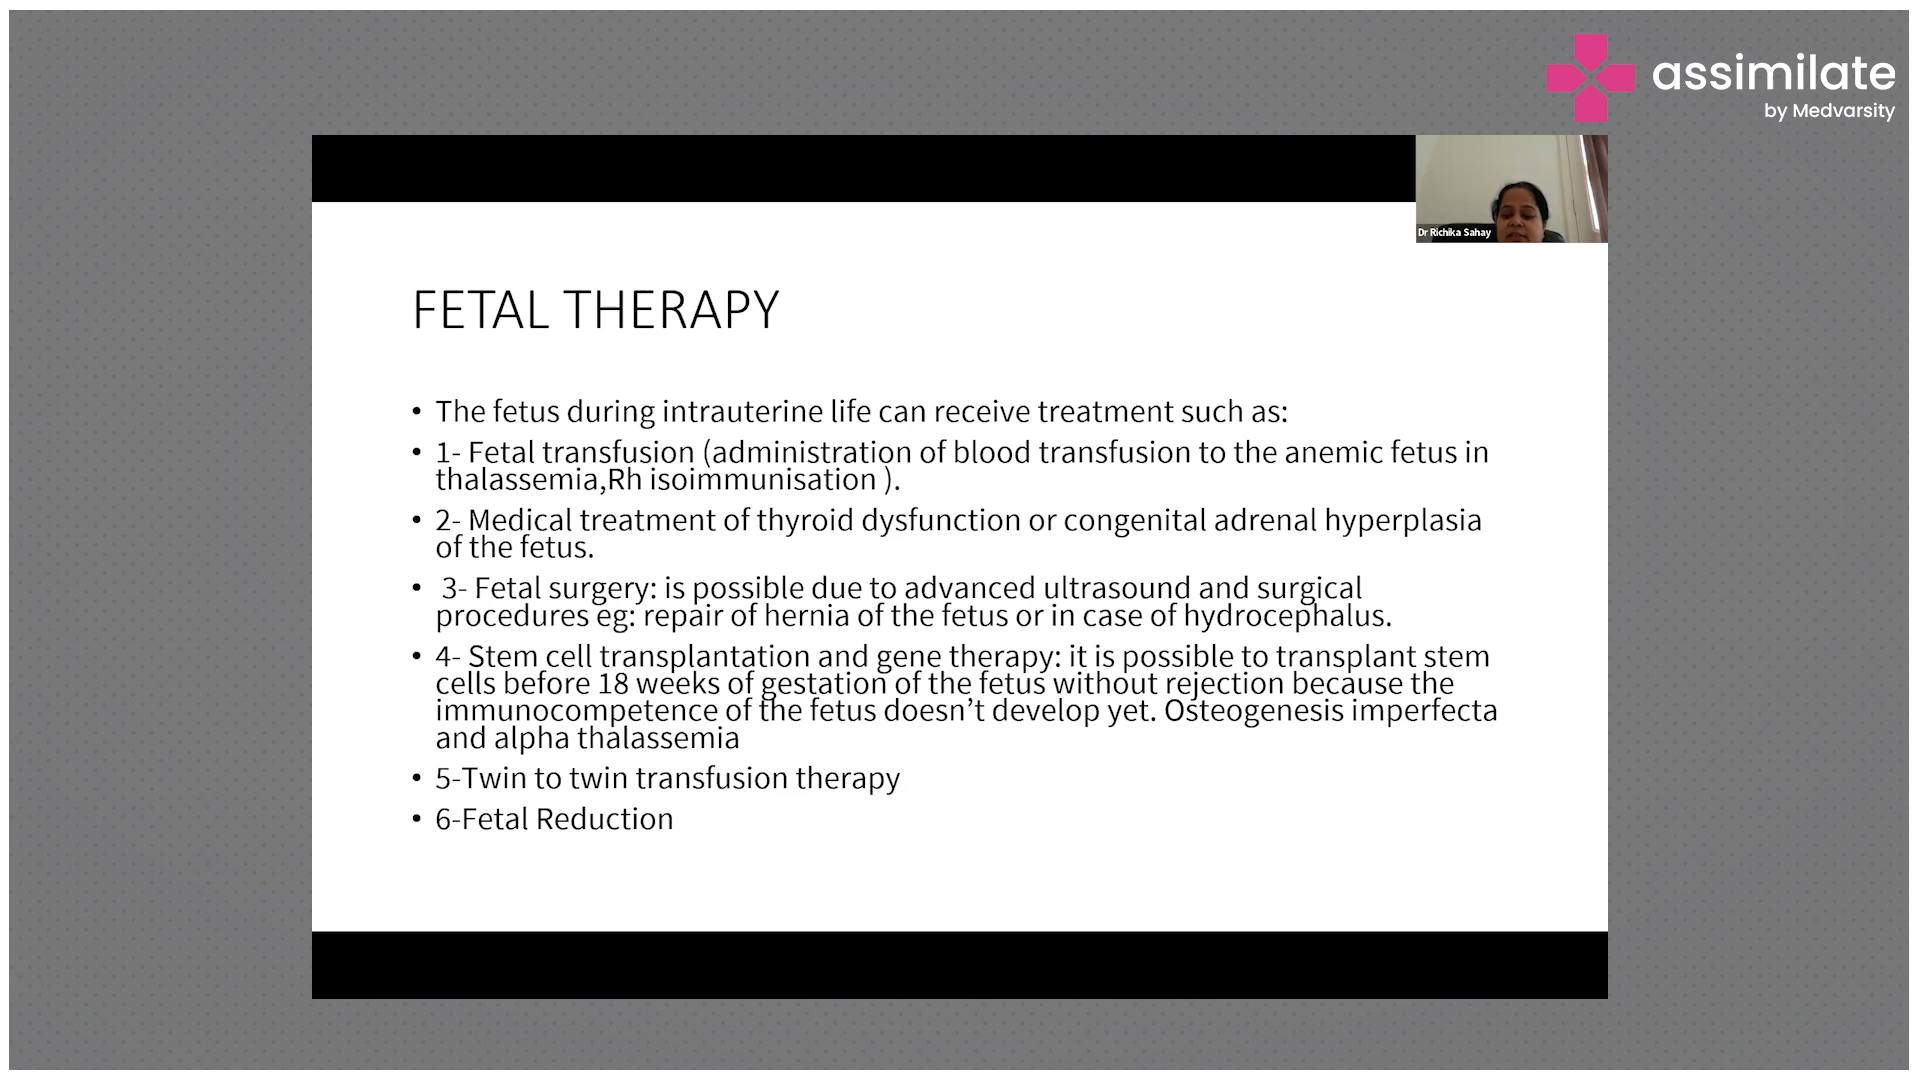 assimilate
by Medvarsity
Dr Richika Sahay
FETAL THERAPY
• The fetus during intrauterine life can receive treatment such as:
• 1- Fetal transfusion (administration of blood transfusion to the anemic fetus in
thalassemia,Rh isoimmunisation ).
• 2- Medical treatment of thyroid dysfunction or congenital adrenal hyperplasia
of the fetus.
• 3- Fetal surgery: is possible due to advanced ultrasound and surgical
procedures eg: repair of hernia of the fetus or in case of hydrocephalus.
• 4- Stem cell transplantation and gene therapy: it is possible to transplant stem
cells before 18 weeks of gestation of the fetus without rejection because the
immunocompetence of the fetus doesn’t develop yet. Osteogenesis imperfecta
and alpha thalassemia
• 5-Twin to twin transfusion therapy
• 6-Fetal Reduction